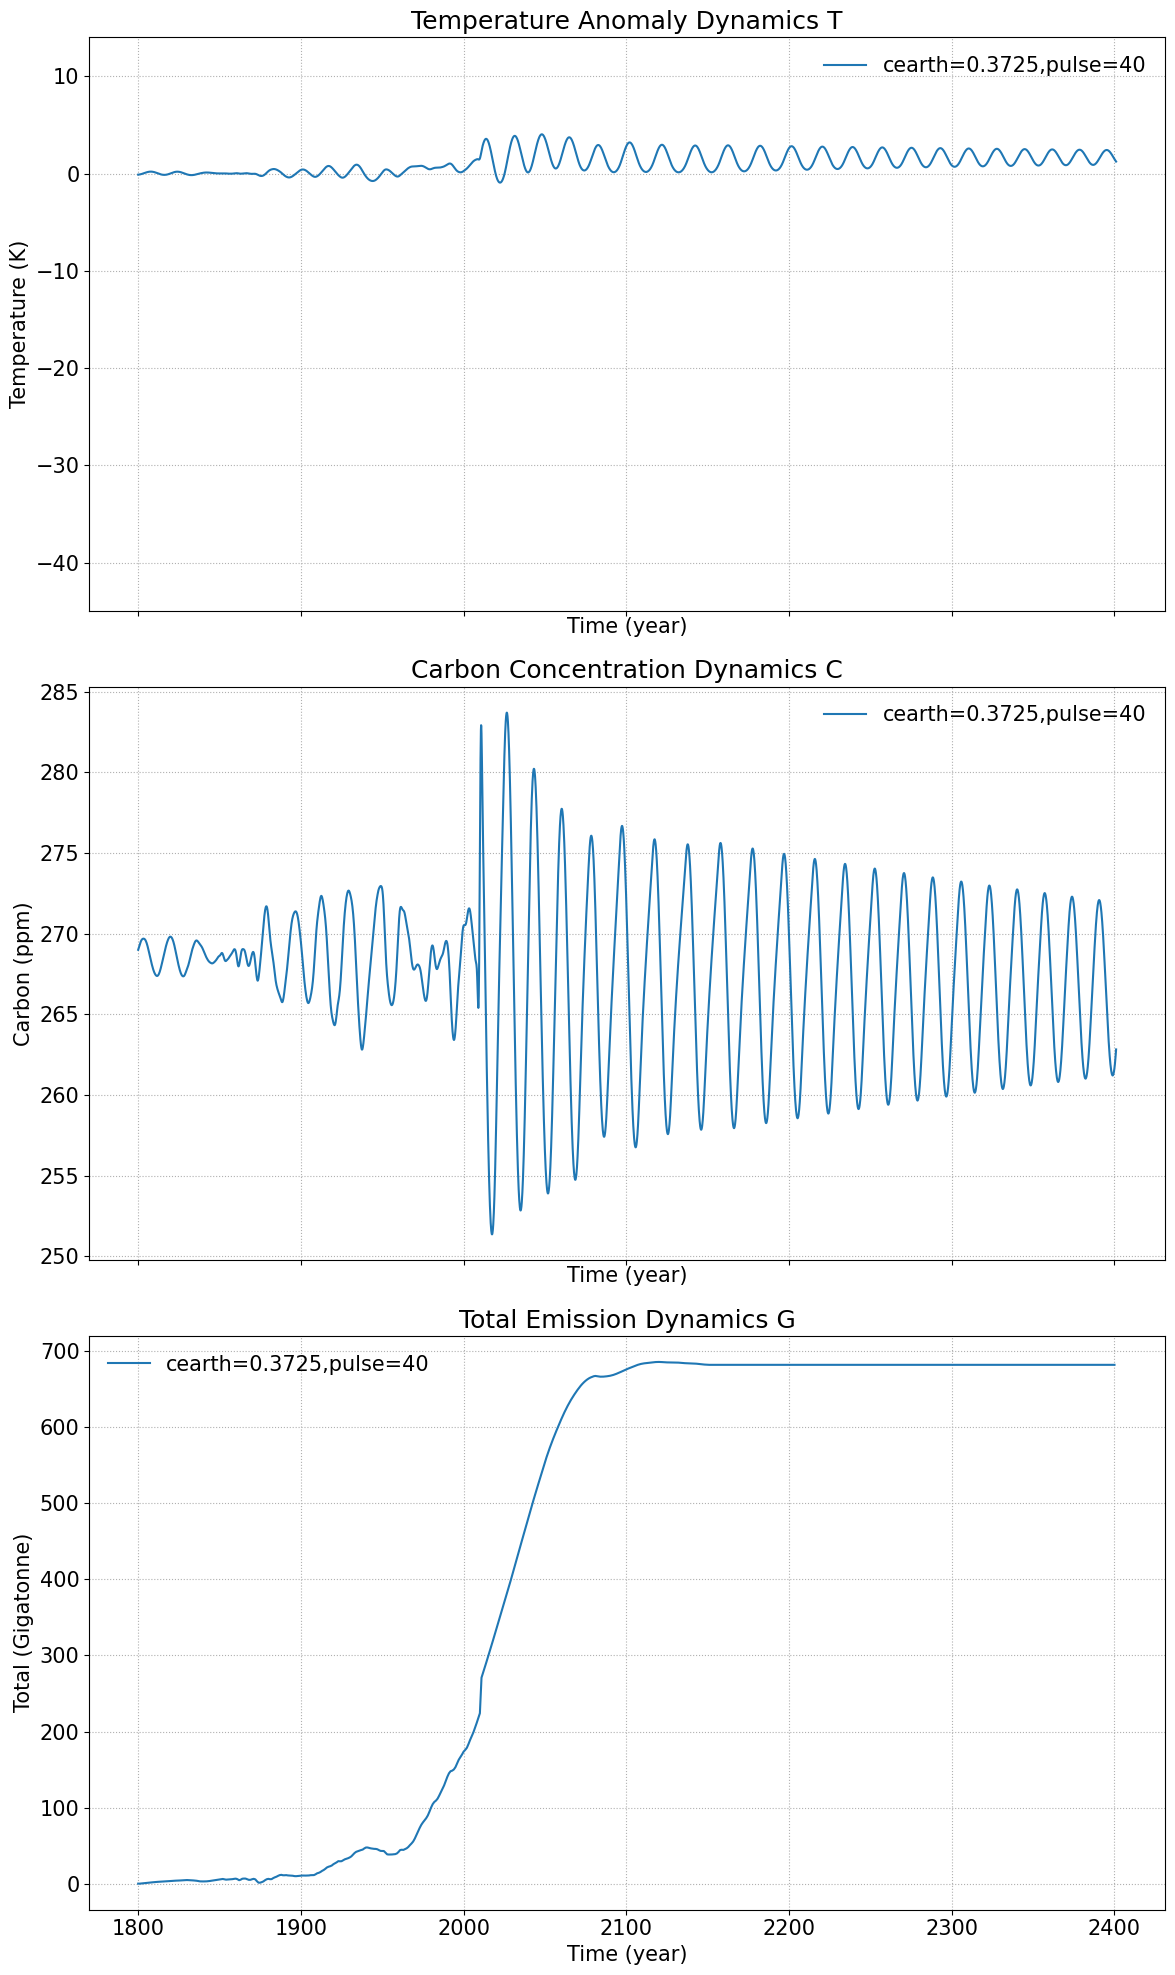 Temperature Anomaly Dynamics T
cearth=0.3725,pulse=40
10
0
−10
−20
−30
−40
Temperature (K)
Time (year)
Carbon Concentration Dynamics C
cearth=0.3725,pulse=40
285
280
275
270
265
260
255
250
Carbon (ppm)
Time (year)
Total Emission Dynamics G
cearth=0.3725,pulse=40
700
600
500
400
300
200
100
0
Total (Gigatonne)
1800 1900 2000 2100 2200 2300 2400
Time (year)